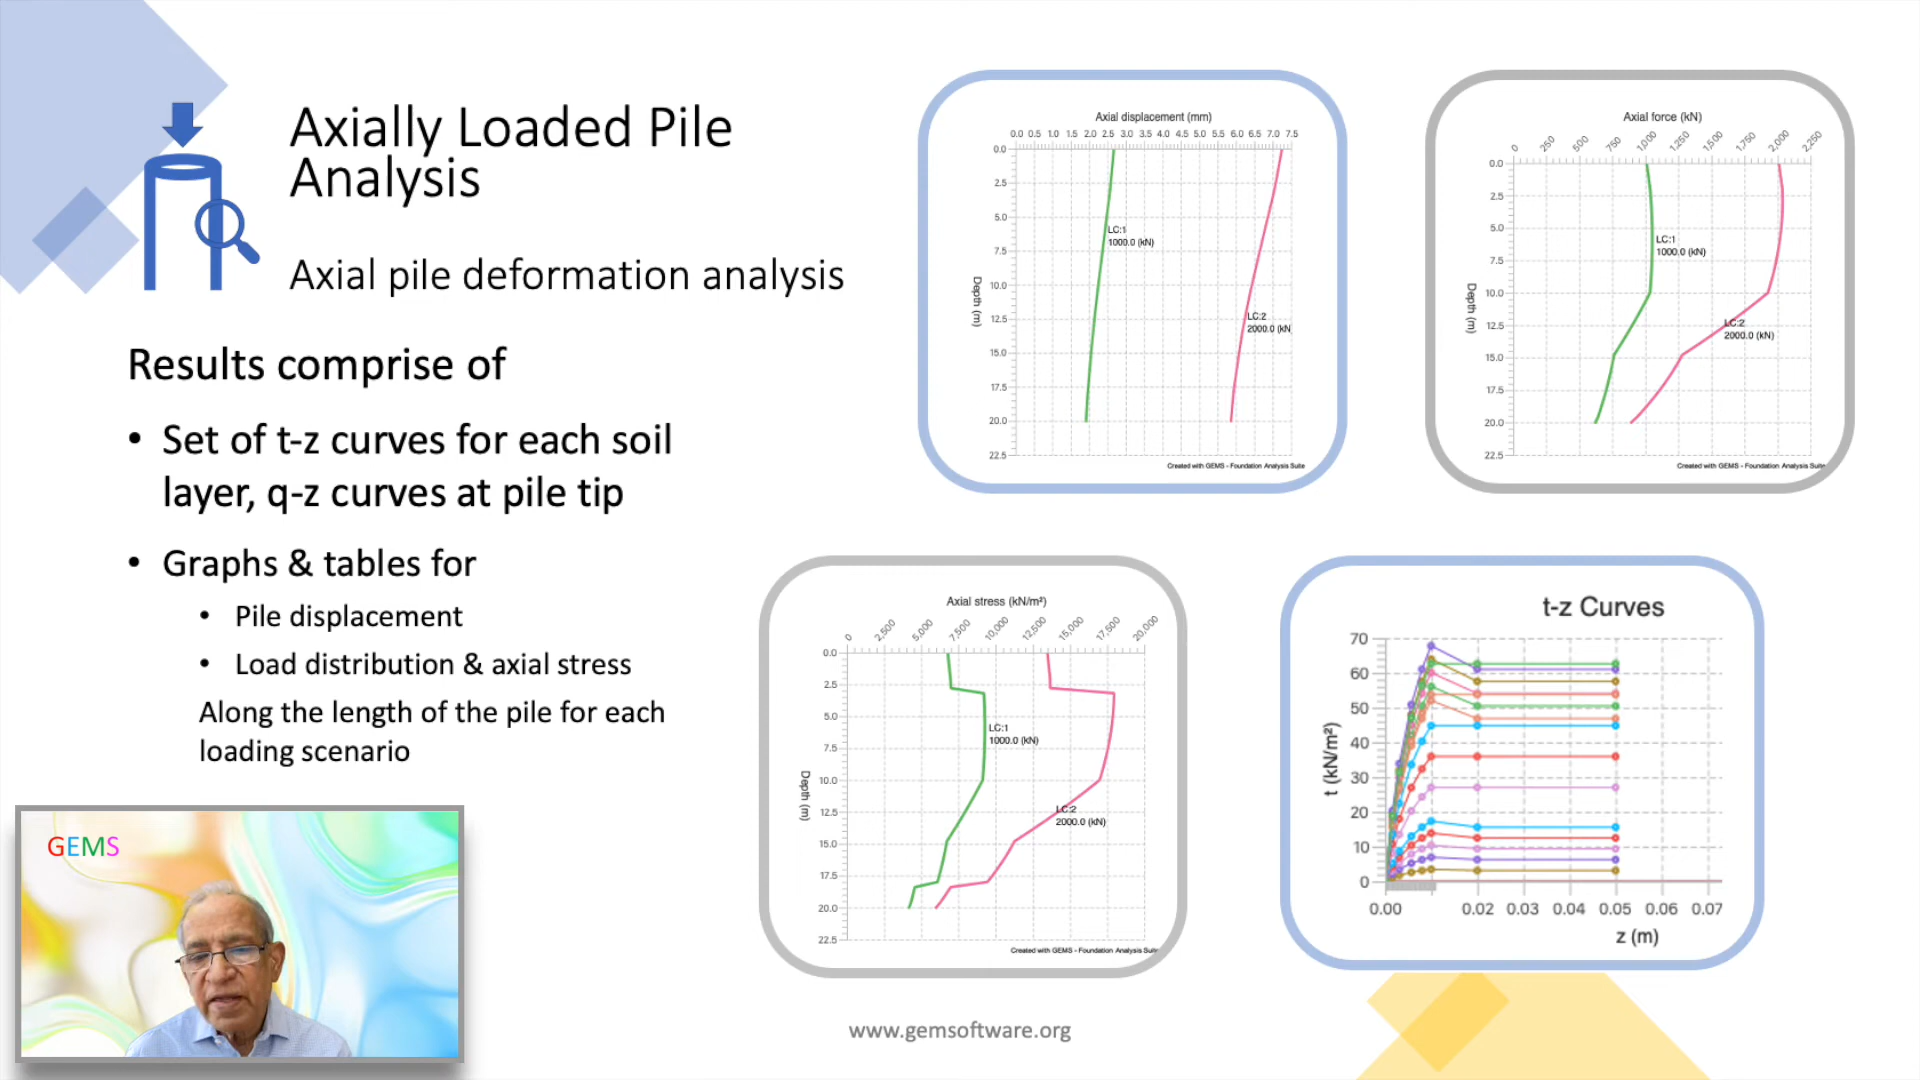 Axially Loaded Pile
Analysis
Axial pile deformation analysis
Results comprise of
• Set of t-z curves for each soil
layer, q-z curves at pile tip
• Graphs & tables for
• Pile displacement
• Load distribution & axial stress
Along the length of the pile for each
loading scenario
GEMS
Axial displacement (mm)
0.0 0.5 1.0 1.5 2.0 2.5 3.0 3.5 4.0 4.5 5.0 5.5 6.0 6.5 7.0 7.5
0.0
2.5
5.0
7.5
10.0
12.5
15.0
17.5
20.0
22.5
Depth (m)
LC:1
1000.0 (kN)
LC:2
2000.0 (kN
Created with GEMS - Foundation Analysis Suite
Axial force (kN)
0 250 500 750 1,000 1,250 1,500 1,750 2,000 2,250
0.0
2.5
5.0
7.5
10.0
12.5
15.0
17.5
20.0
22.5
Depth (m)
LC:1
1000.0 (kN)
LC:2
2000.0 (kN)
Created with GEMS - Foundation Analysis Suite
Axial stress (kN/m²)
0 2,500 5,000 7,500 10,000 12,500 15,000 17,500 20,000
0.0
2.5
5.0
7.5
10.0
12.5
15.0
17.5
20.0
22.5
Depth (m)
LC:1
1000.0 (kN)
LC:2
2000.0 (kN)
Created with GEMS - Foundation Analysis Suite
t-z Curves
70
60
50
40
30
20
10
0
t (kN/m²)
0.00 0.02 0.03 0.04 0.05 0.06 0.07
z (m)
www.gemsoftware.org